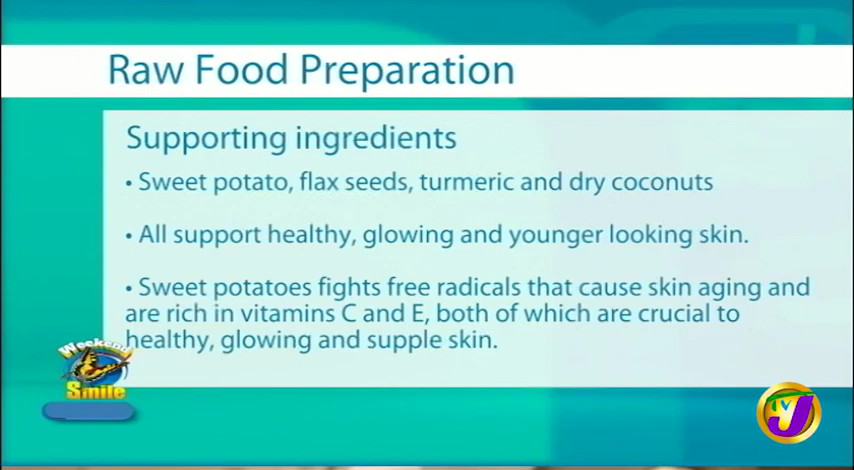 Raw Food Preparation
Supporting ingredients
• Sweet potato, flax seeds, turmeric and dry coconuts
• All support healthy, glowing and younger looking skin.
• Sweet potatoes fights free radicals that cause skin aging and
are rich in vitamins C and E, both of which are crucial to
healthy, glowing and supple skin.
Weekend
Smile
TVJ